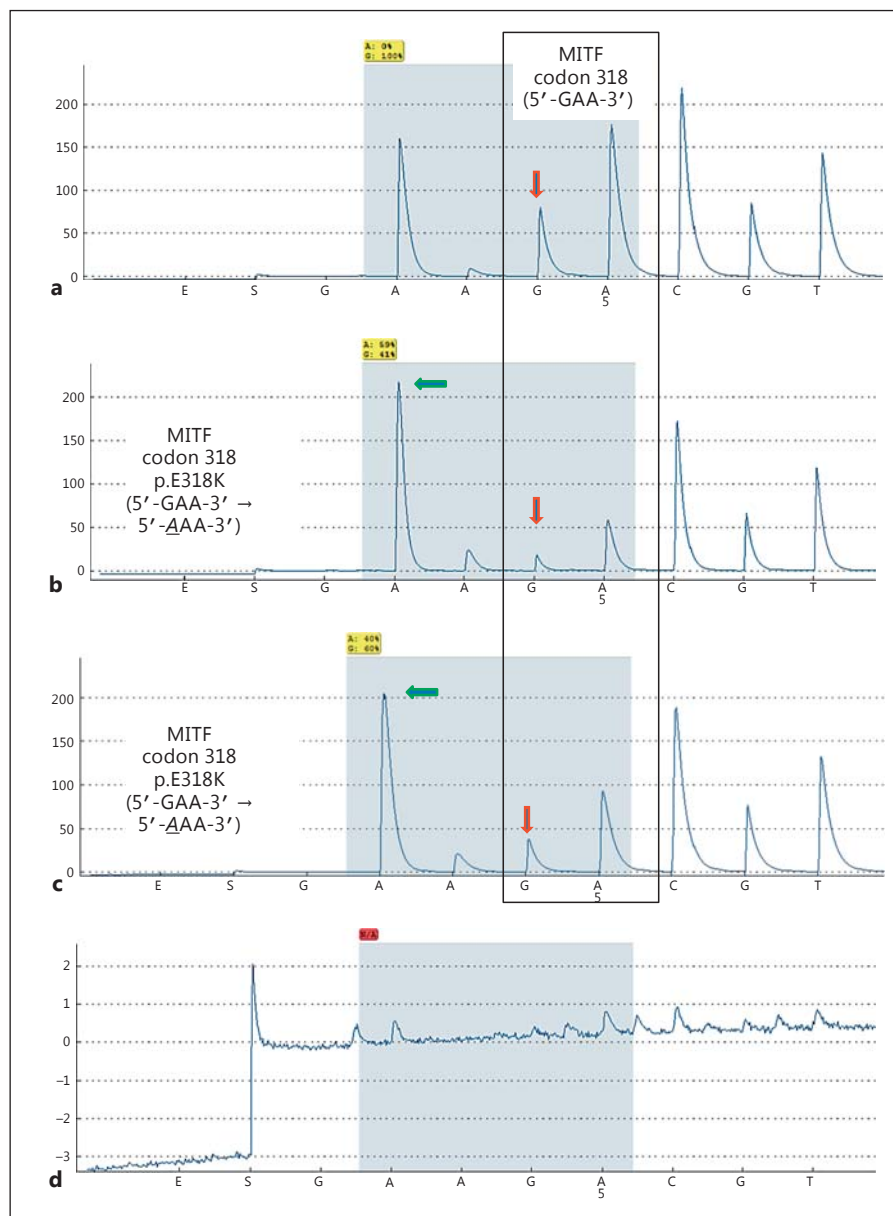 A: 0%
G: 100%
MITF
codon 318
(5′-GAA-3′)
200
150
100
50
0
a
E S G A A G A C G T
5
A: 59%
G: 41%
200
150
100
50
0
MITF
codon 318
p.E318K
(5′-GAA-3′ →
5′-AAA-3′)
b
E S G A A G A C G T
5
A: 40%
G: 60%
200
150
100
50
0
MITF
codon 318
p.E318K
(5′-GAA-3′ →
5′-AAA-3′)
c
E S G A A G A C G T
5
N/A
2
1
0
−1
−2
−3
d
E S G A A G A C G T
5